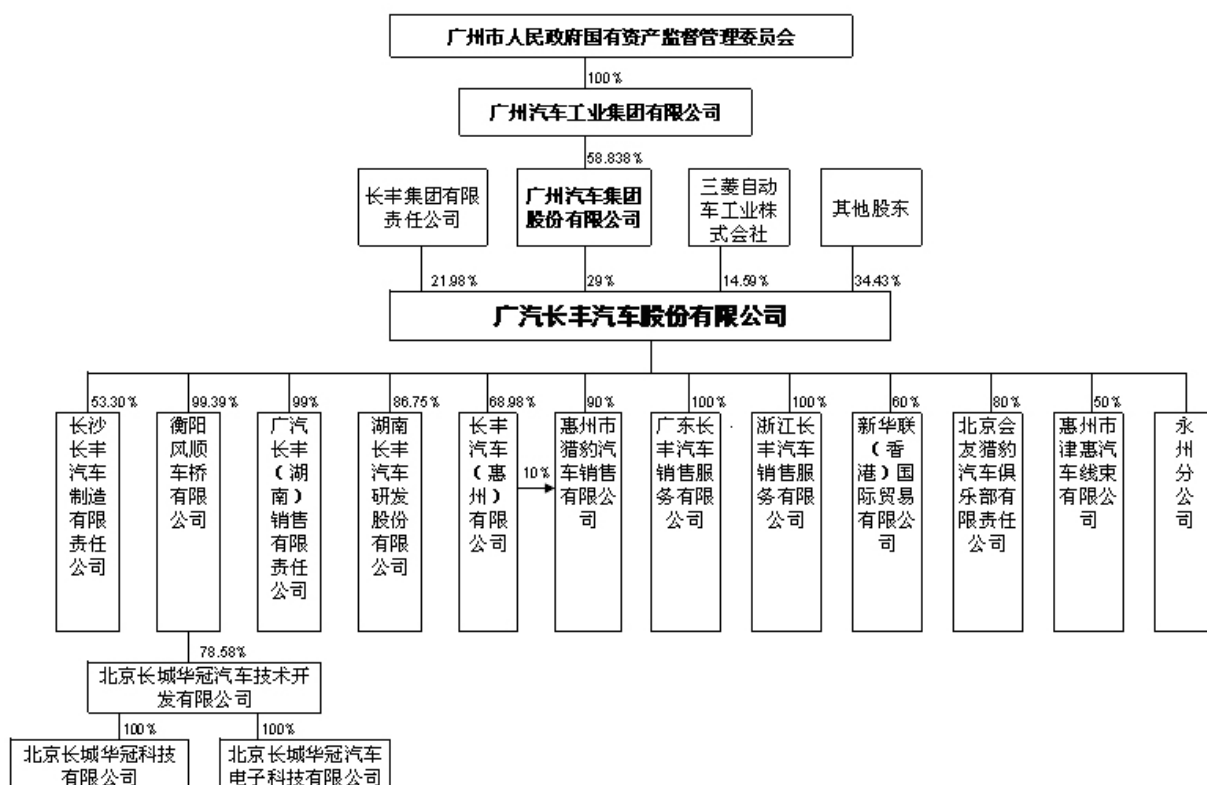 广州市人民政府国有资产监督管理委员会
100%
广州汽车工业集团有限公司
58.838%
长丰集团有限
责任公司
广州汽车集团
股份有限公司
三菱自动
车工业株
式会社
其他股东
21.98%
29%
14.59%
34.43%
广汽长丰汽车股份有限公司
53.30%
长沙
长丰
汽车
制造
有限
责任
公司
99.39%
衡阳
风顺
车桥
有限
公司
99%
广汽
长丰
（湖
南）
销售
有限
责任
公司
86.75%
湖南
长丰
汽车
研发
股份
有限
公司
68.98%
长丰
汽车
（惠
州）
有限
公司
10%
90%
惠州市
猎豹汽
车销售
有限公
司
100%
广东长
丰汽车
销售服
务有限
公司
100%
浙江长
丰汽车
销售服
务有限
公司
60%
新华联
（香
港）国
际贸易
有限公
司
80%
北京会
友猎豹
汽车俱
乐部有
限责任
公司
50%
惠州市
津惠汽
车线束
有限公
司
永州
分公
司
78.58%
北京长城华冠汽车技术开
发有限公司
100%
100%
北京长城华冠科技
有限公司
北京长城华冠汽车
电子科技有限公司